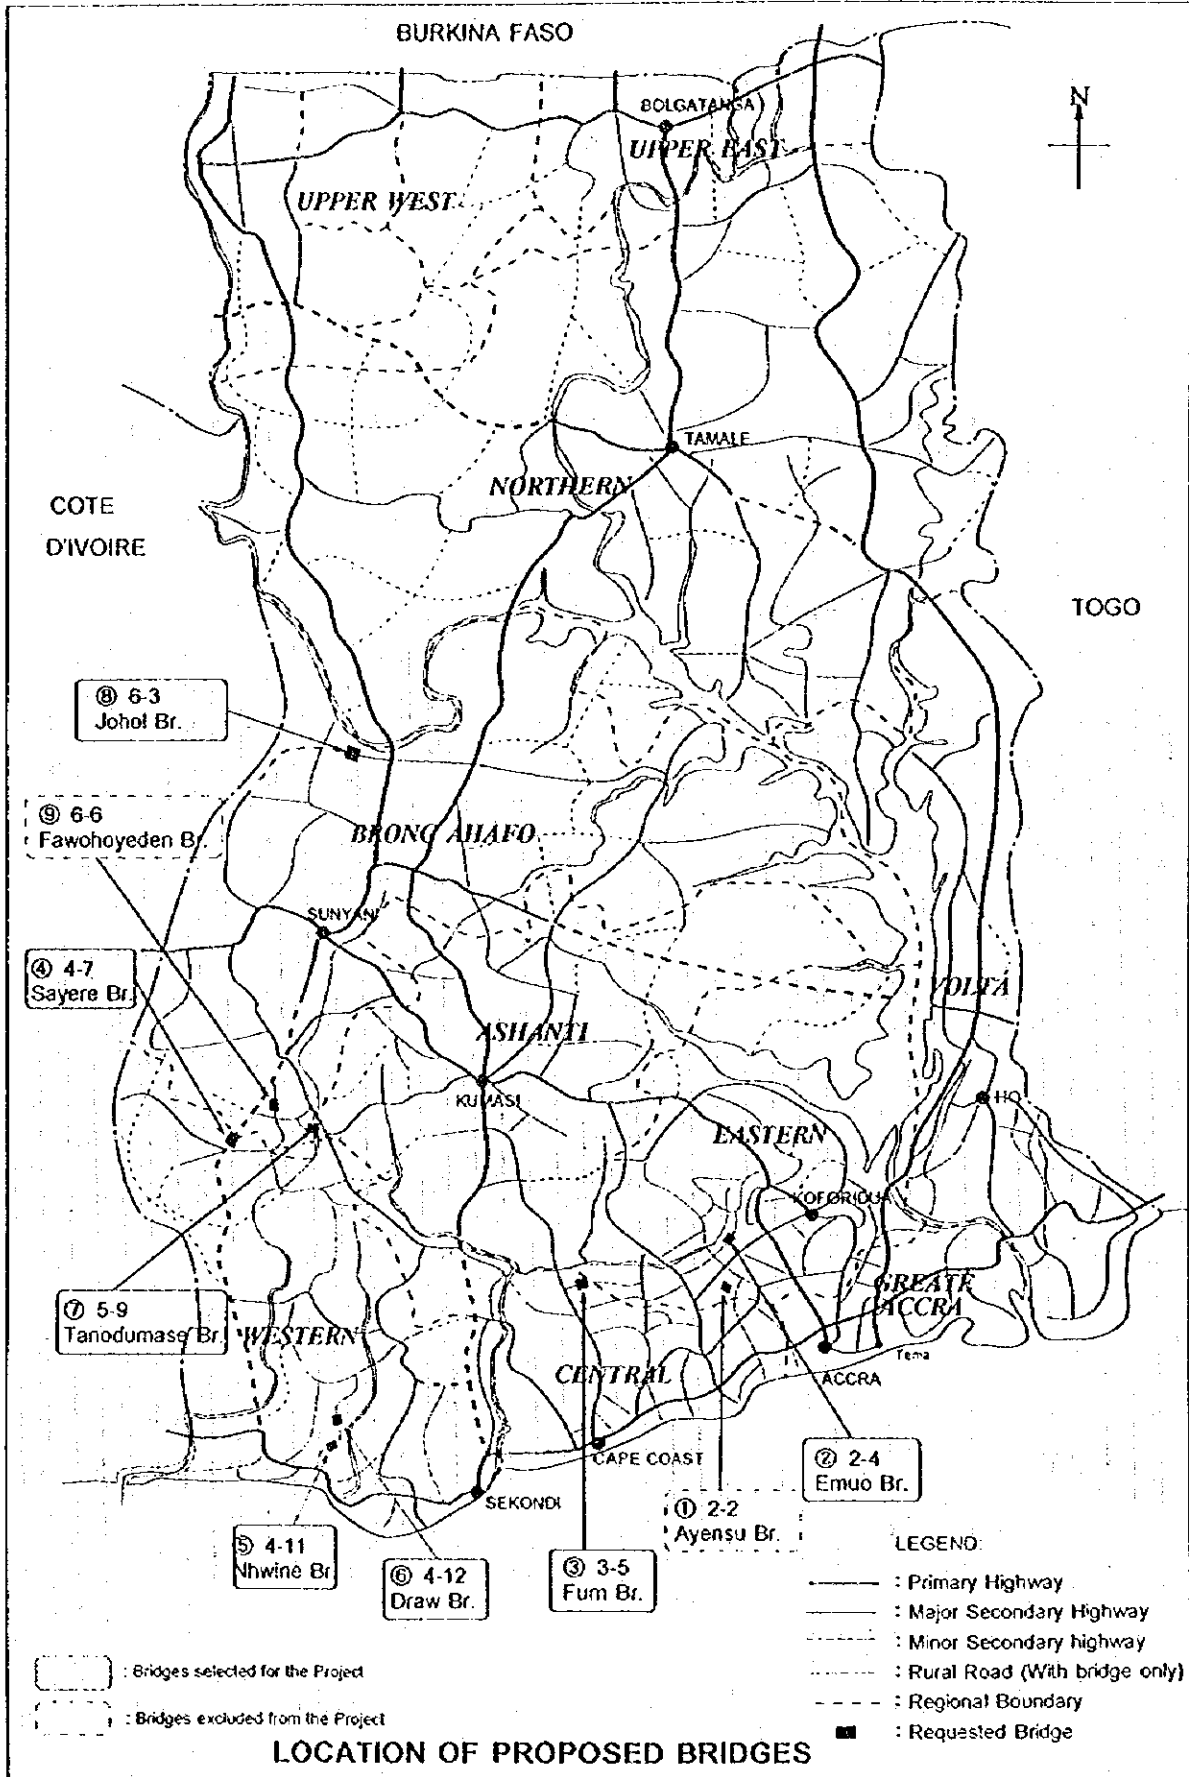 BURKINA FASO
N
BOLGATANGA
UPPER EAST
UPPER WEST
TAMALE
NORTHERN
COTE
D'IVOIRE
TOGO
⑧ 6-3
Johol Br.
⑨ 6-6
Fawohoyeden Br.
BRONG AHAFO
SUNYANI
④ 4-7
Sayere Br.
VOLTA
ASHANTI
KUMASI
HO
EASTERN
KOFORIDUA
⑦ 5-9
Tanodumase Br.
WESTERN
GREATE
ACCRA
Tema
ACCRA
CENTRAL
CAPE COAST
SEKONDI
② 2-4
Emuo Br.
① 2-2
Ayensu Br.
⑤ 4-11
Nhwine Br.
⑥ 4-12
Draw Br.
③ 3-5
Fum Br.
LEGEND:
: Primary Highway
: Major Secondary Highway
: Minor Secondary highway
: Rural Road (With bridge only)
: Regional Boundary
: Requested Bridge
: Bridges selected for the Project
: Bridges excluded from the Project
LOCATION OF PROPOSED BRIDGES